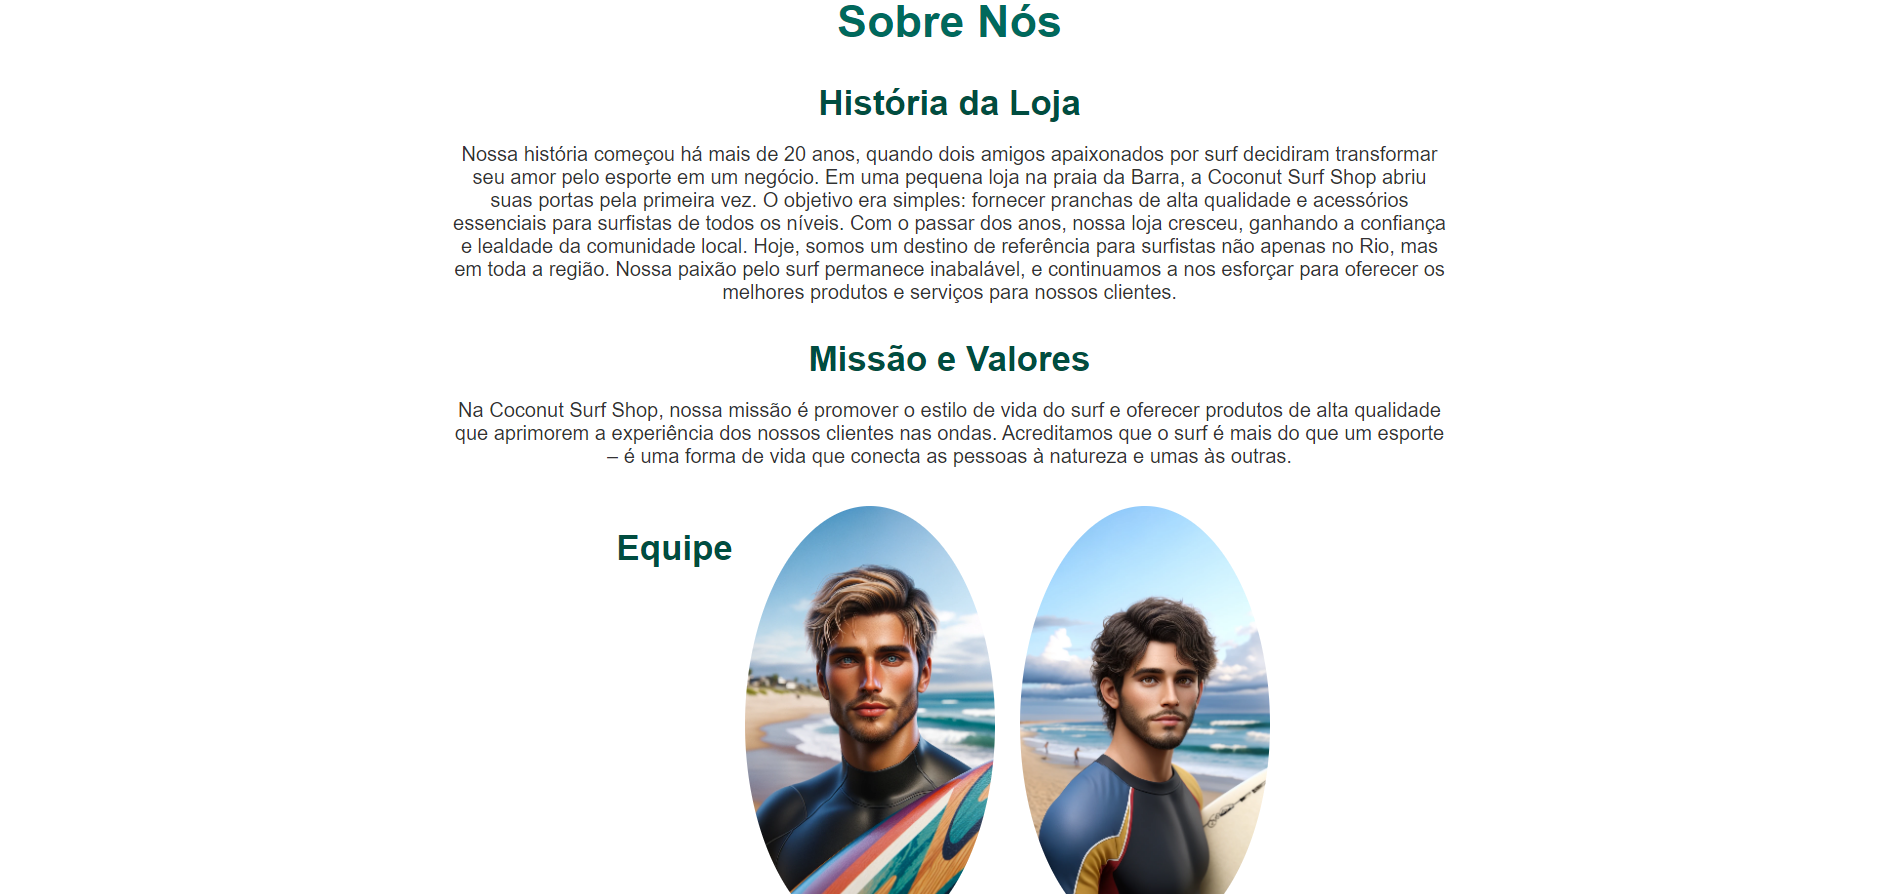 Sobre Nós
História da Loja
Nossa história começou há mais de 20 anos, quando dois amigos apaixonados por surf decidiram transformar
seu amor pelo esporte em um negócio. Em uma pequena loja na praia da Barra, a Coconut Surf Shop abriu
suas portas pela primeira vez. O objetivo era simples: fornecer pranchas de alta qualidade e acessórios
essenciais para surfistas de todos os níveis. Com o passar dos anos, nossa loja cresceu, ganhando a confiança
e lealdade da comunidade local. Hoje, somos um destino de referência para surfistas não apenas no Rio, mas
em toda a região. Nossa paixão pelo surf permanece inabalável, e continuamos a nos esforçar para oferecer os
melhores produtos e serviços para nossos clientes.
Missão e Valores
Na Coconut Surf Shop, nossa missão é promover o estilo de vida do surf e oferecer produtos de alta qualidade
que aprimorem a experiência dos nossos clientes nas ondas. Acreditamos que o surf é mais do que um esporte
– é uma forma de vida que conecta as pessoas à natureza e umas às outras.
Equipe